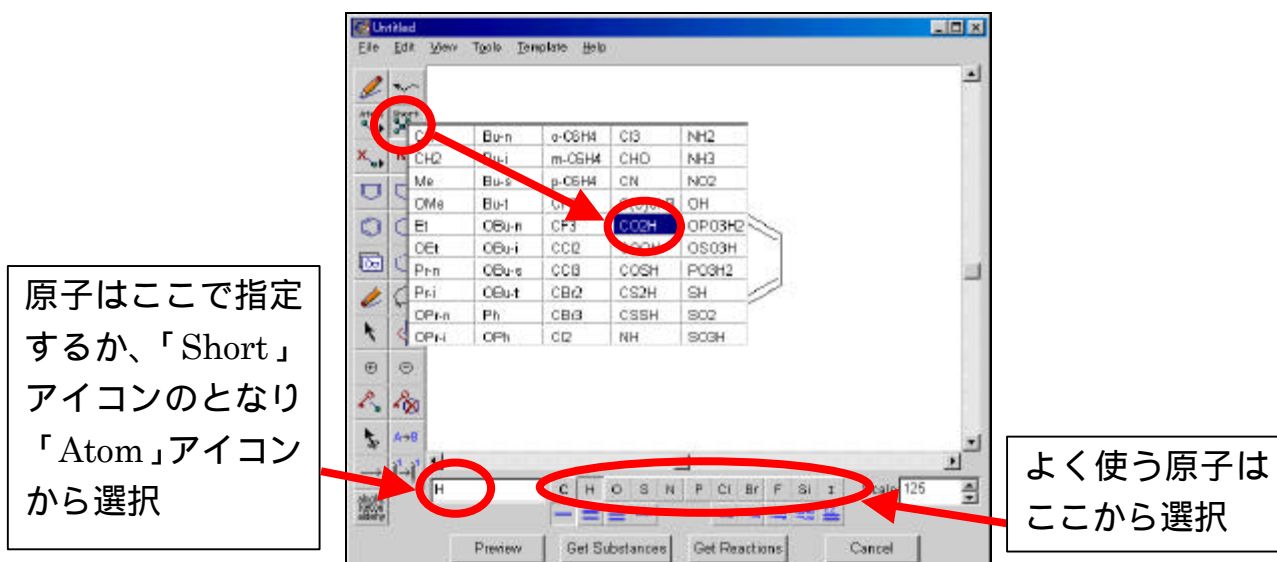 Untitled
File Edit View Tools Template Help
Short
Bu-n o-C6H4 Cl3 NH2
CH2 Bu-i m-C6H4 CHO NH3
Me Bu-s p-C6H4 CN NO2
OMe Bu-t OH
Et OBu-n CF3 CO2H OPO3H2
OEt OBu-i CCl2 OSO3H
Pr-n OBu-s CCl3 COSH PO3H2
Pr-i OBu-t CBr2 CS2H SH
OPr-n Ph CBr3 CSSH SO2
OPr-i OPh Cl2 NH SO3H
A→B
原子はここで指定
するか、「Short」
アイコンのとなり
「Atom」アイコン
から選択
H
C H O S N P Cl Br F Si I 125
よく使う原子は
ここから選択
Preview Get Substances Get Reactions Cancel